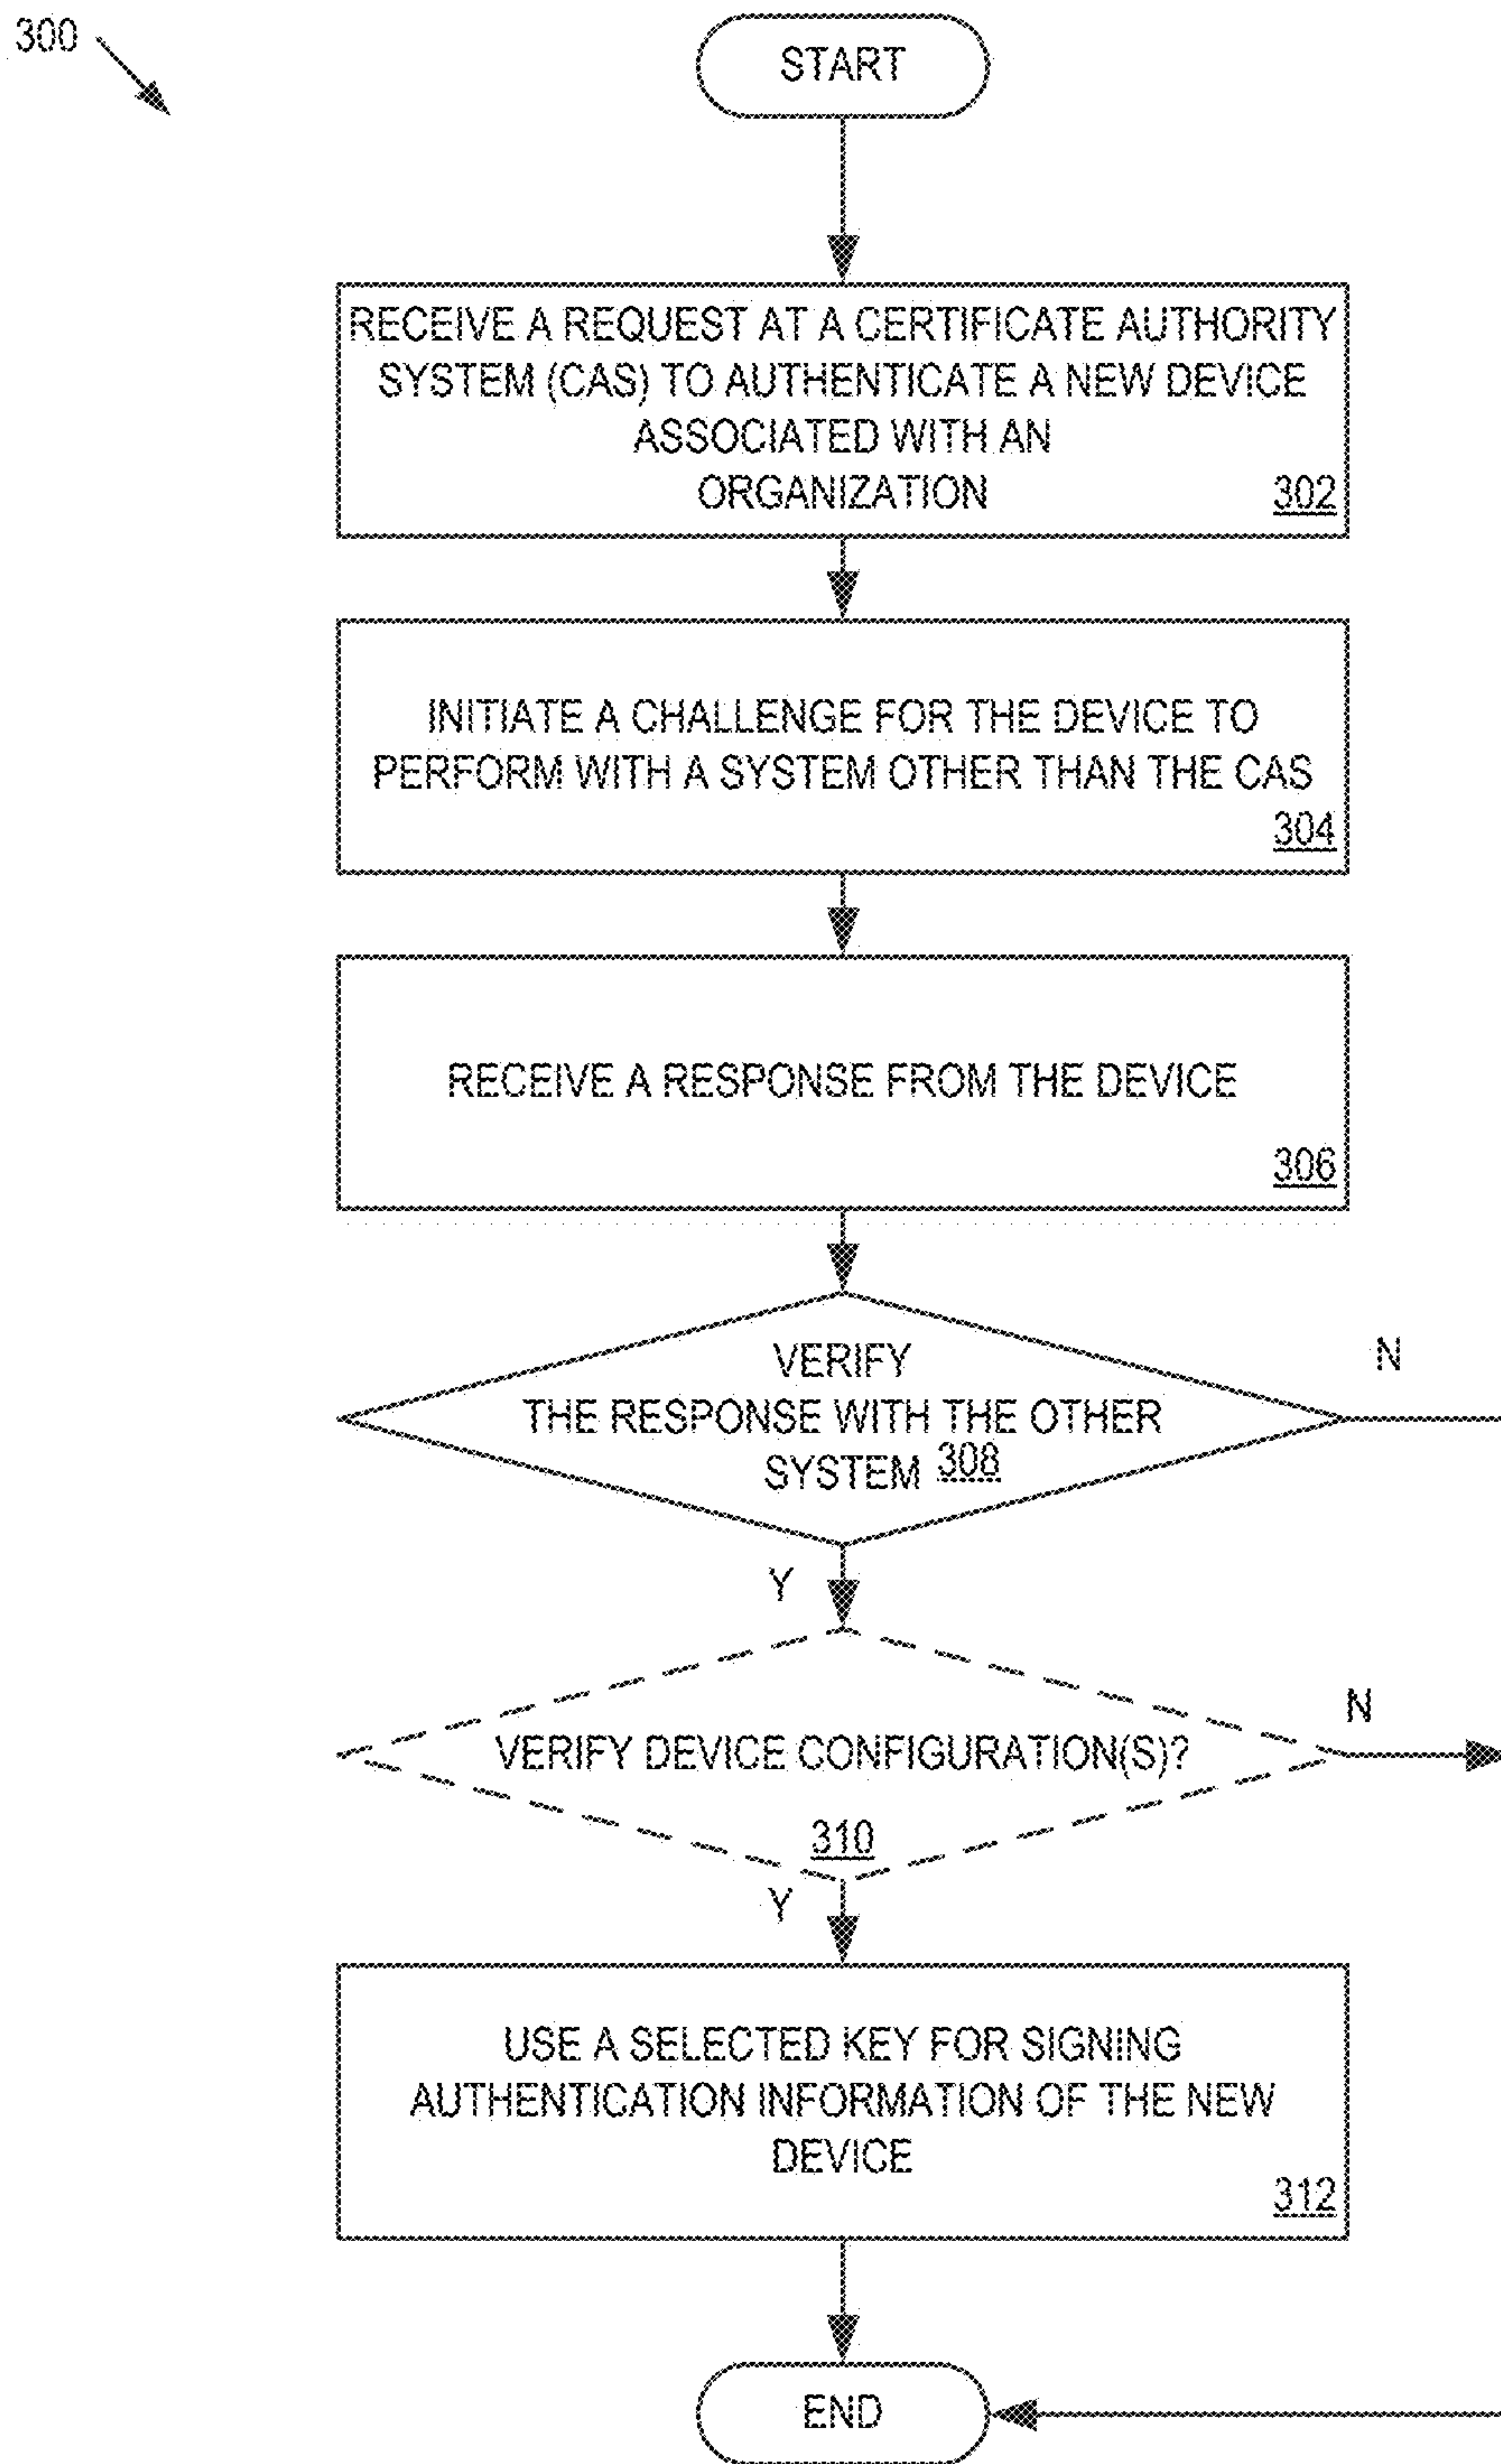 300
START
RECEIVE A REQUEST AT A CERTIFICATE AUTHORITY
SYSTEM (CAS) TO AUTHENTICATE A NEW DEVICE
ASSOCIATED WITH AN
ORGANIZATION 302
INITIATE A CHALLENGE FOR THE DEVICE TO
PERFORM WITH A SYSTEM OTHER THAN THE CAS
304
RECEIVE A RESPONSE FROM THE DEVICE
306
VERIFY
THE RESPONSE WITH THE OTHER
SYSTEM 308
N
Y
VERIFY DEVICE CONFIGURATION(S)?
N
310
Y
USE A SELECTED KEY FOR SIGNING
AUTHENTICATION INFORMATION OF THE NEW
DEVICE
312
END